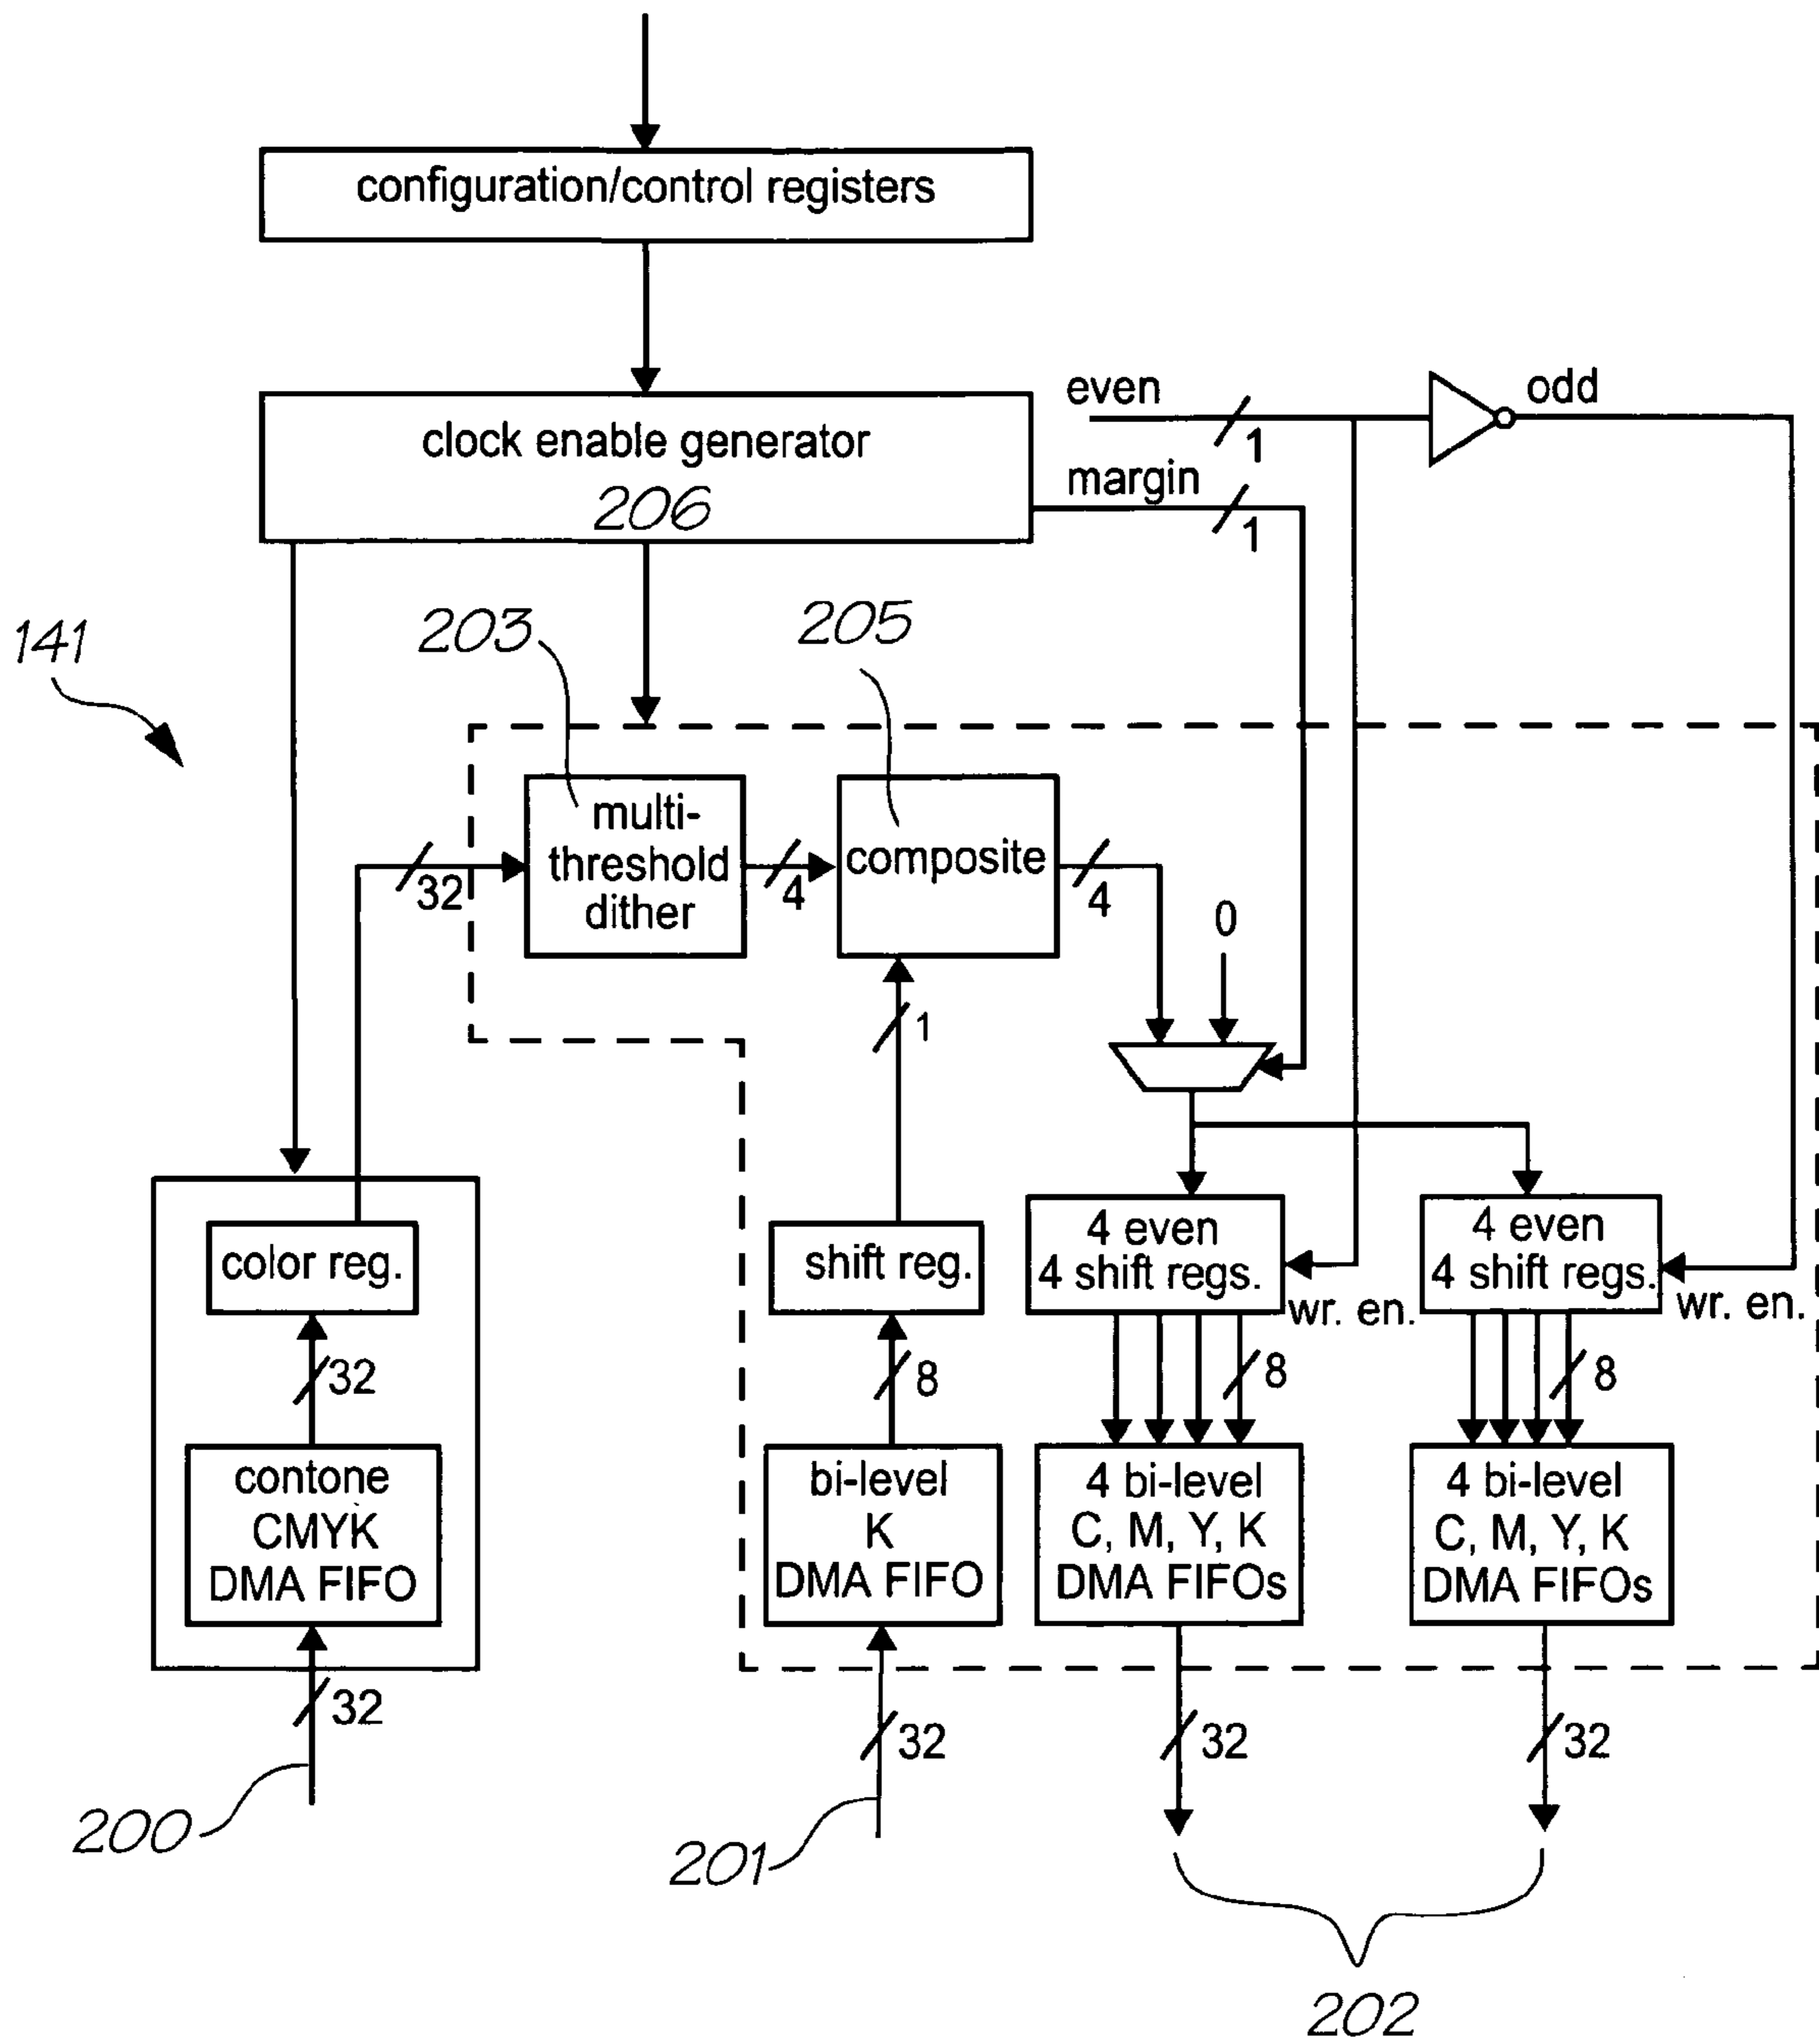 configuration/control registers
even
odd
1
clock enable generator
206
margin
1
141
203
205
multi-
threshold
dither
32
4
composite
4
0
1
color reg.
shift reg.
4 even
4 shift regs.
wr. en.
4 even
4 shift regs.
wr. en.
32
8
8
8
contone
CMYK
DMA FIFO
bi-level
K
DMA FIFO
4 bi-level
C, M, Y, K
DMA FIFOs
4 bi-level
C, M, Y, K
DMA FIFOs
32
32
32
32
200
201
202